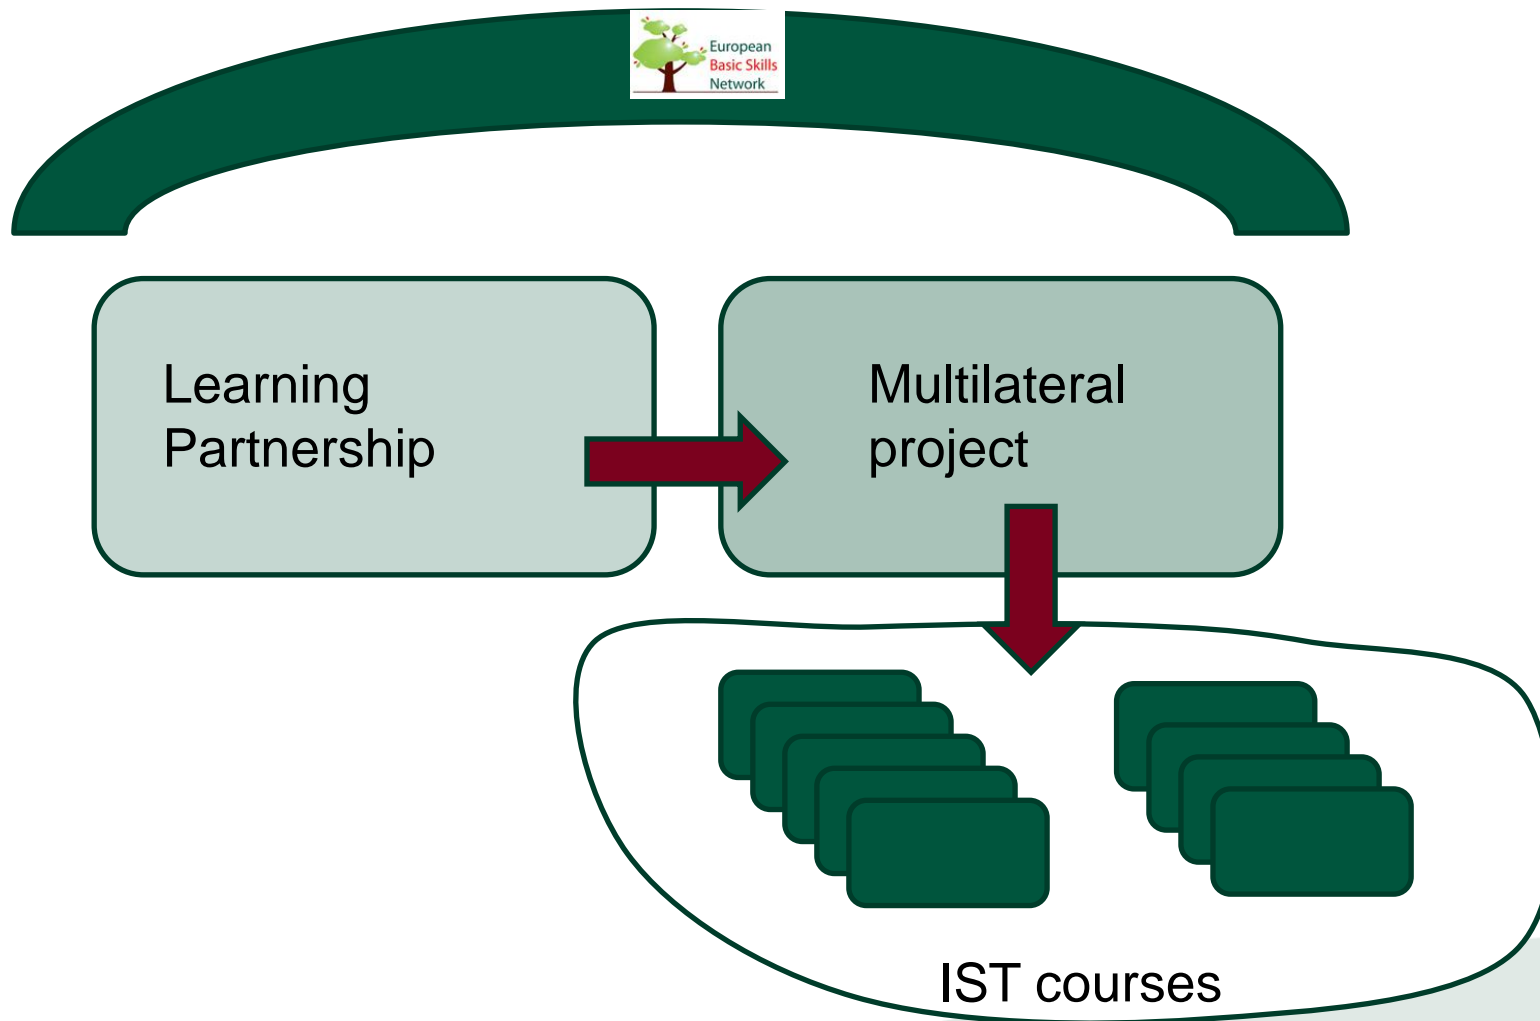 European
Basic Skills
Network
Learning
Partnership
Multilateral
project
IST courses